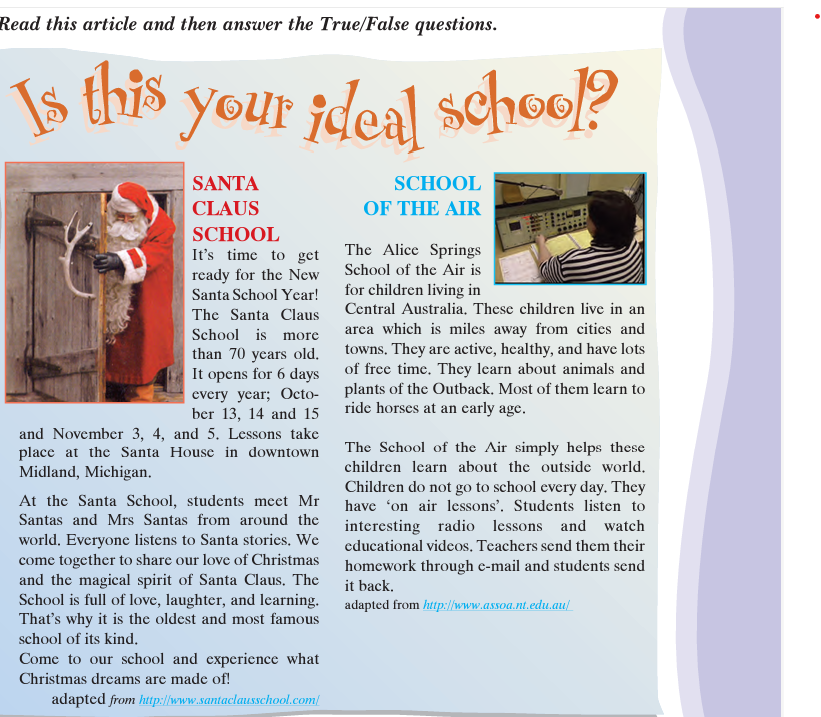 Read this article and then answer the True/False questions.
Is this your ideal school?
SANTA
CLAUS
SCHOOL
It's time to get
ready for the New
Santa School Year!
The Santa Claus
School is more
than 70 years old.
It opens for 6 days
every year; Octo-
ber 13, 14 and 15
and November 3, 4, and 5. Lessons take
place at the Santa House in downtown
Midland, Michigan.
At the Santa School, students meet Mr
Santas and Mrs Santas from around the
world. Everyone listens to Santa stories. We
come together to share our love of Christmas
and the magical spirit of Santa Claus. The
School is full of love, laughter, and learning.
That's why it is the oldest and most famous
school of its kind.
Come to our school and experience what
Christmas dreams are made of!
adapted from http://www.santaclausschool.com/
SCHOOL
OF THE AIR
The Alice Springs
School of the Air is
for children living in
Central Australia. These children live in an
area which is miles away from cities and
towns. They are active, healthy, and have lots
of free time. They learn about animals and
plants of the Outback. Most of them learn to
ride horses at an early age.
The School of the Air simply helps these
children learn about the outside world.
Children do not go to school every day. They
have 'on air lessons'. Students listen to
interesting radio lessons and watch
educational videos. Teachers send them their
homework through e-mail and students send
it back.
adapted from http://www.assoa.nt.edu.au/